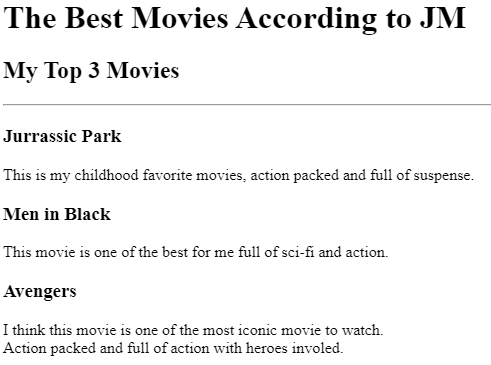 The Best Movies According to JM
My Top 3 Movies
Jurrassic Park
This is my childhood favorite movies, action packed and full of suspense.
Men in Black
This movie is one of the best for me full of sci-fi and action.
Avengers
I think this movie is one of the most iconic movie to watch.
Action packed and full of action with heroes involed.